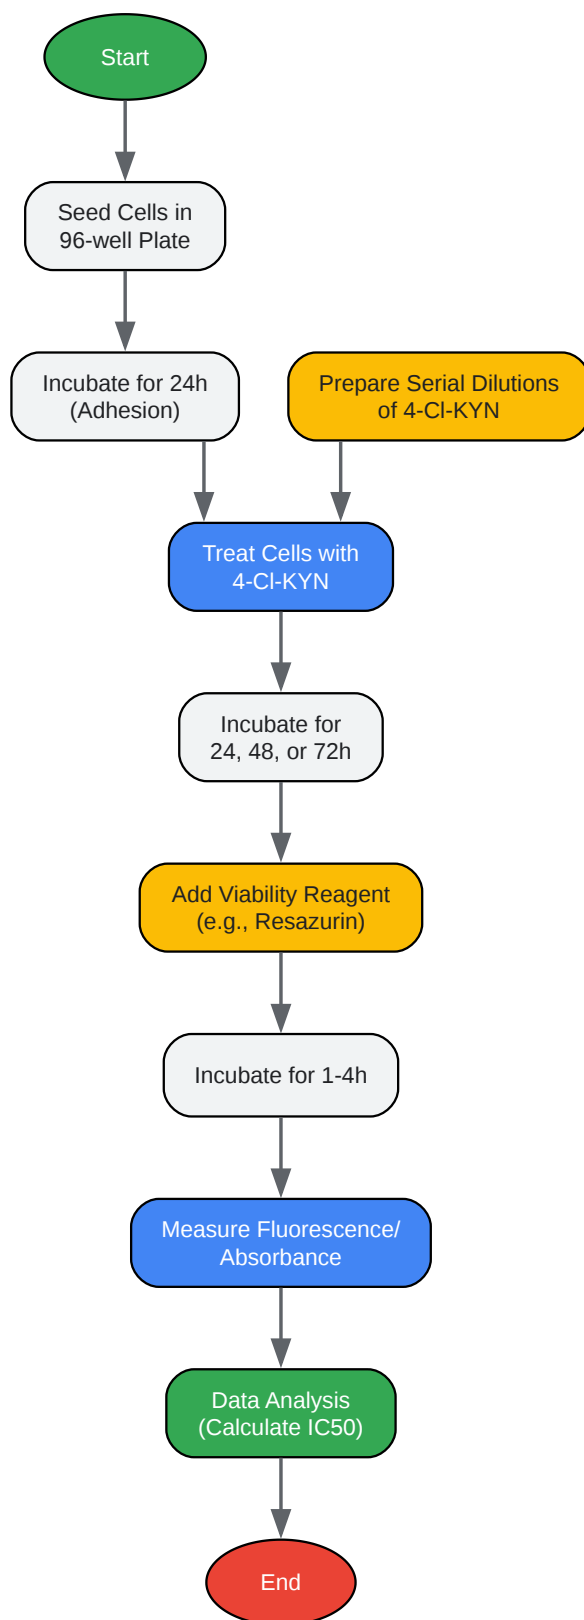 Start
Seed Cells in
96-well Plate
Incubate for 24h
(Adhesion)
Prepare Serial Dilutions
of 4-Cl-KYN
Treat Cells with
4-Cl-KYN
Incubate for
24, 48, or 72h
Add Viability Reagent
(e.g., Resazurin)
Incubate for 1-4h
Measure Fluorescence/
Absorbance
Data Analysis
(Calculate IC50)
End